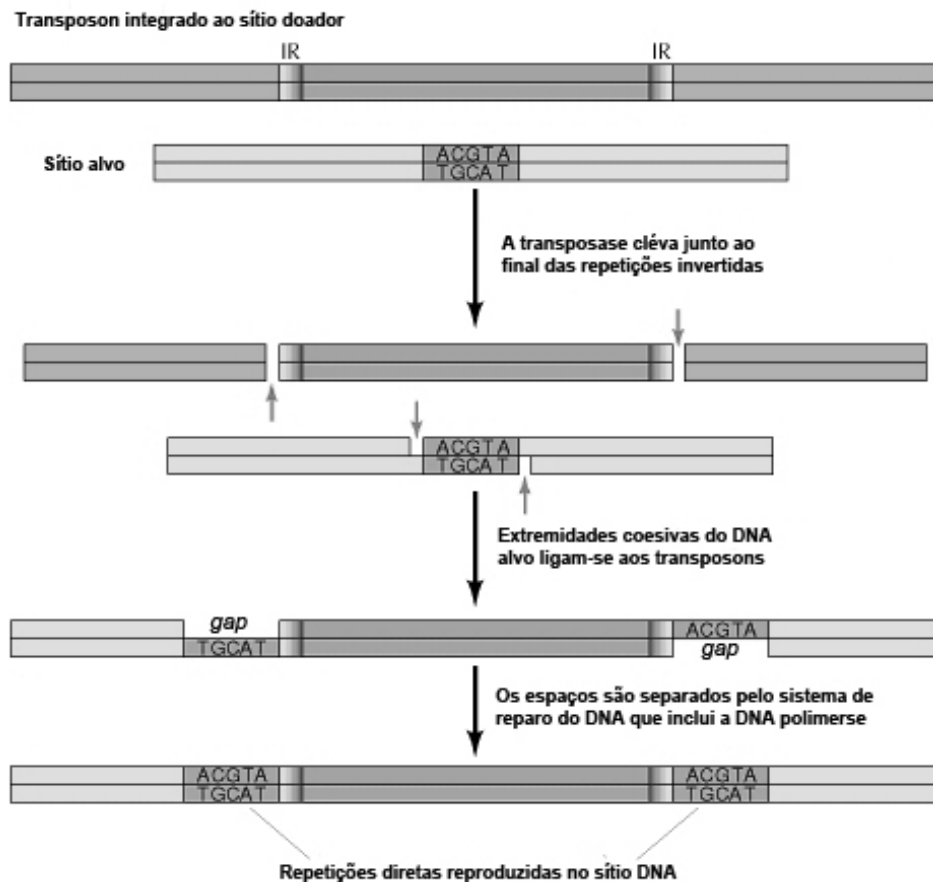 Transposon integrado ao sítio doador
IR IR
Sítio alvo
ACGTA
TGCAT
A transposase cléva junto ao
final das repetições invertidas
ACGTA
TGCAT
Extremidades coesivas do DNA
alvo ligam-se aos transposons
gap ACGTA
TGCAT gap
Os espaços são separados pelo sistema de
reparo do DNA que inclui a DNA polimerse
ACGTA ACGTA
TGCAT TGCAT
Repetições diretas reproduzidas no sítio DNA